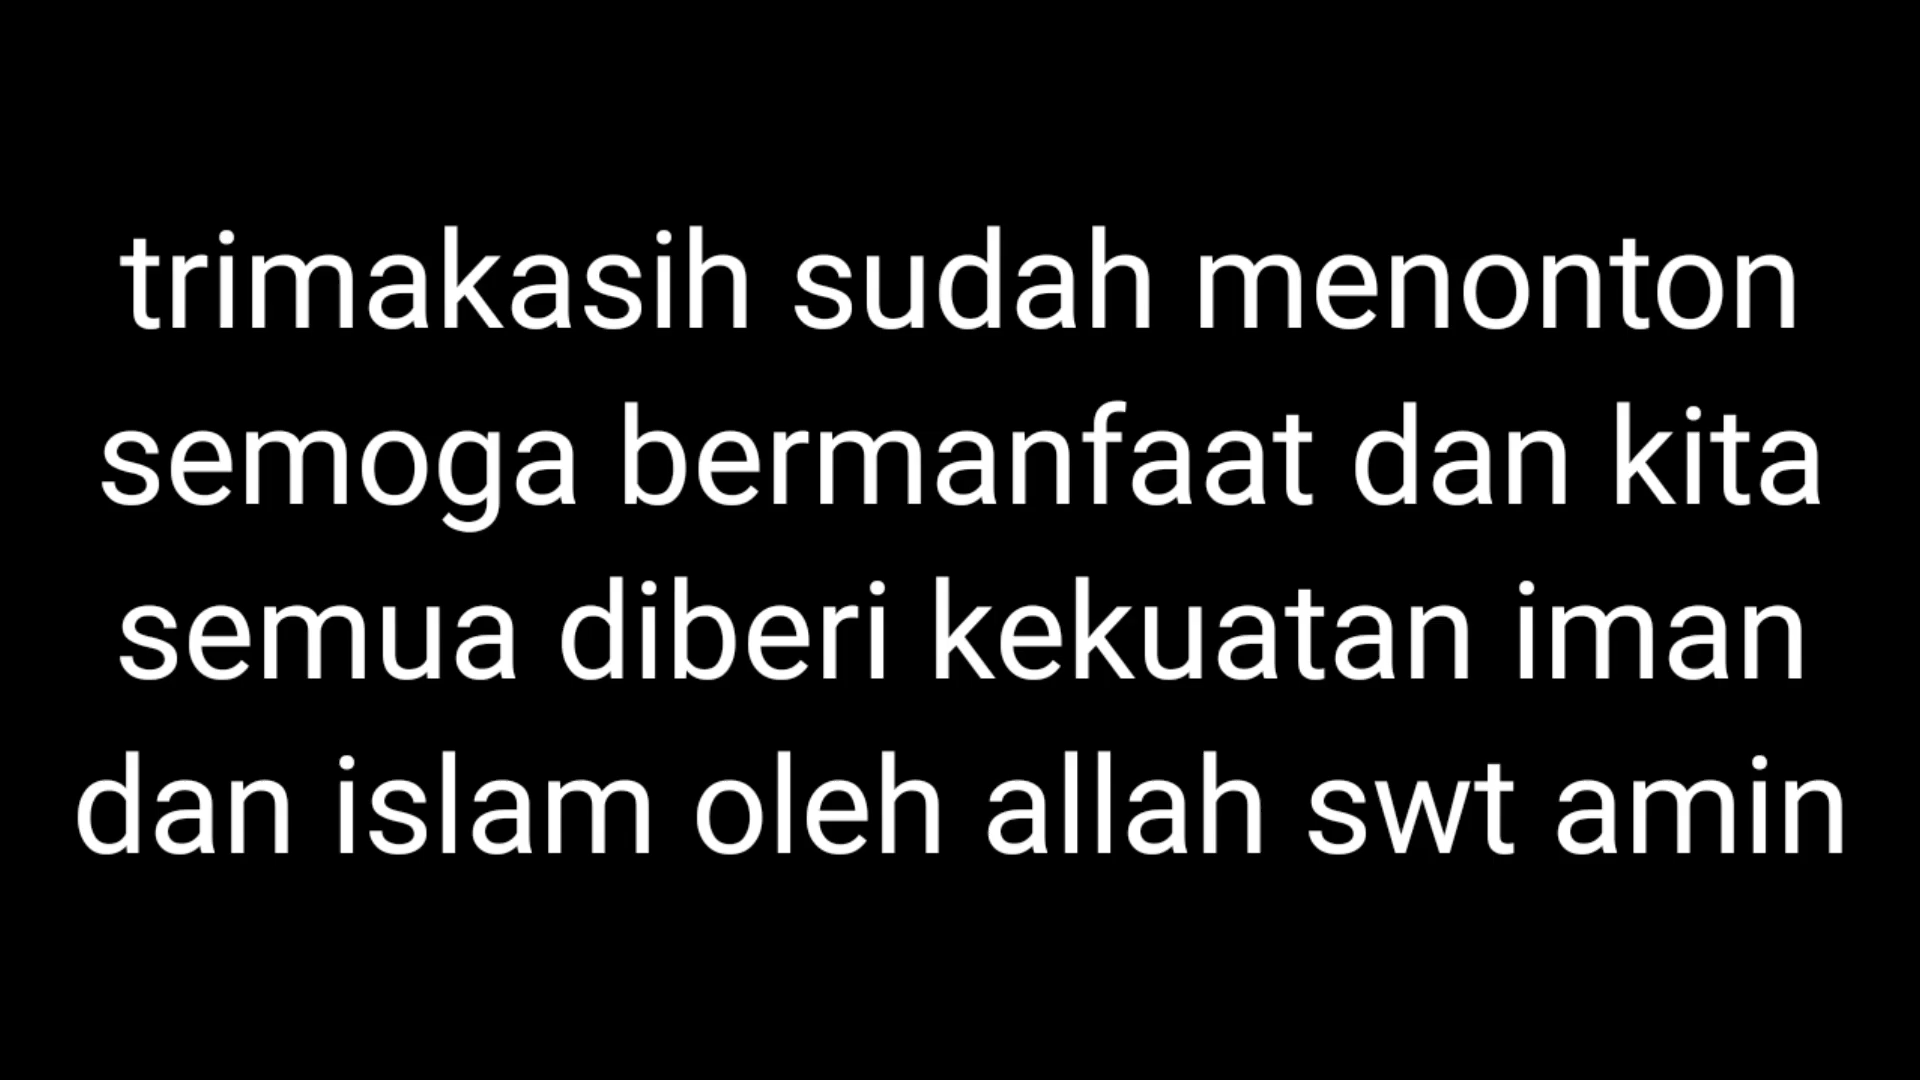 trimakasih sudah menonton
semoga bermanfaat dan kita
semua diberi kekuatan iman
dan islam oleh allah swt amin